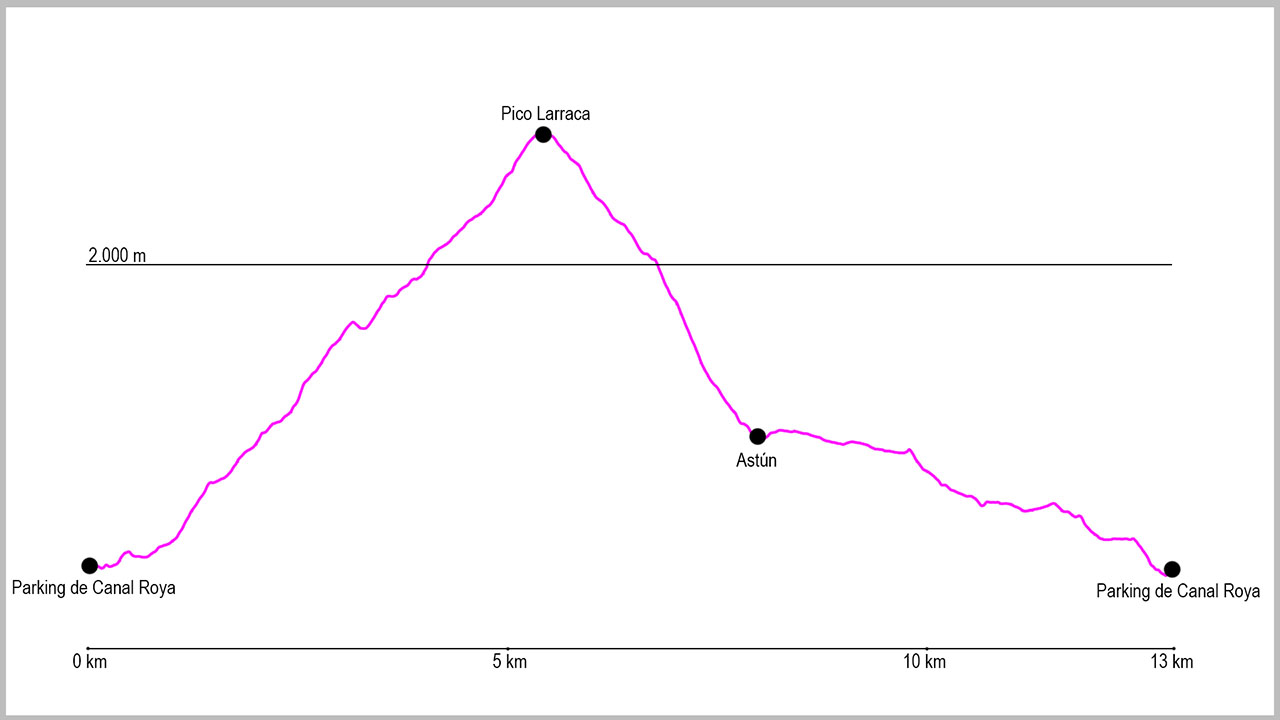 Pico Larraca
2.000 m
Astún
Parking de Canal Roya
Parking de Canal Roya
0 km
5 km
10 km
13 km